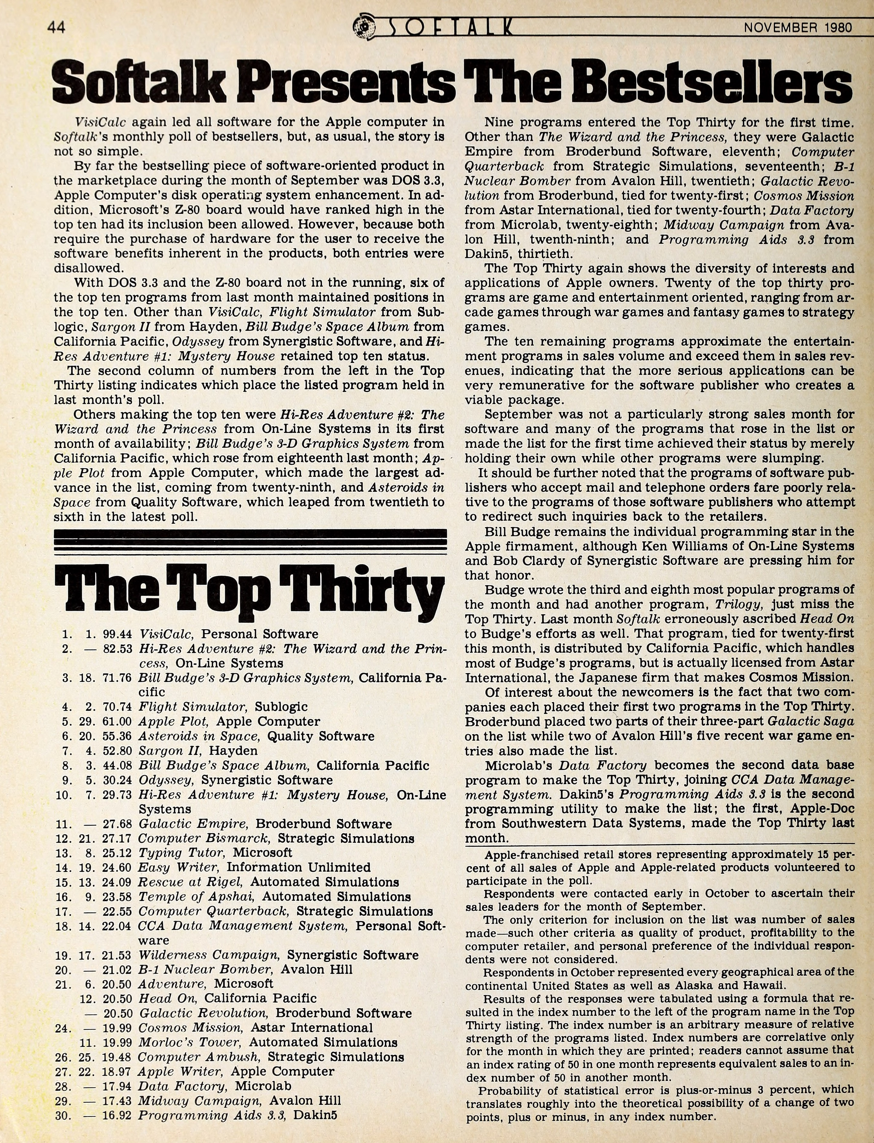 44
SOFTALK
NOVEMBER 1980
Softalk Presents The Bestsellers
VisiCalc again led all software for the Apple computer in
Softalk's monthly poll of bestsellers, but, as usual, the story is
not so simple.
By far the bestselling piece of software-oriented product in
the marketplace during the month of September was DOS 3.3,
Apple Computer's disk operating system enhancement. In ad-
dition, Microsoft's Z-80 board would have ranked high in the
top ten had its inclusion been allowed. However, because both
require the purchase of hardware for the user to receive the
software benefits inherent in the products, both entries were
disallowed.
With DOS 3.3 and the Z-80 board not in the running, six of
the top ten programs from last month maintained positions in
the top ten. Other than VisiCalc, Flight Simulator from Sub-
logic, Sargon II from Hayden, Bill Budge's Space Album from
California Pacific, Odyssey from Synergistic Software, and Hi-
Res Adventure #1: Mystery House retained top ten status.
The second column of numbers from the left in the Top
Thirty listing indicates which place the listed program held in
last month's poll.
Others making the top ten were Hi-Res Adventure #2: The
Wizard and the Princess from On-Line Systems in its first
month of availability; Bill Budge's 3-D Graphics System from
California Pacific, which rose from eighteenth last month; Ap-
ple Plot from Apple Computer, which made the largest ad-
vance in the list, coming from twenty-ninth, and Asteroids in
Space from Quality Software, which leaped from twentieth to
sixth in the latest poll.
The Top Thirty
1. 1. 99.44 VisiCalc, Personal Software
2. — 82.53 Hi-Res Adventure #2: The Wizard and the Prin-
cess, On-Line Systems
3. 18. 71.76 Bill Budge's 3-D Graphics System, California Pa-
cific
4. 2. 70.74 Flight Simulator, Sublogic
5. 29. 61.00 Apple Plot, Apple Computer
6. 20. 55.36 Asteroids in Space, Quality Software
7. 4. 52.80 Sargon II, Hayden
8. 3. 44.08 Bill Budge's Space Album, California Pacific
9. 5. 30.24 Odyssey, Synergistic Software
10. 7. 29.73 Hi-Res Adventure #1: Mystery House, On-Line
Systems
11. — 27.68 Galactic Empire, Broderbund Software
12. 21. 27.17 Computer Bismarck, Strategic Simulations
13. 8. 25.12 Typing Tutor, Microsoft
14. 19. 24.60 Easy Writer, Information Unlimited
15. 13. 24.09 Rescue at Rigel, Automated Simulations
16. 9. 23.58 Temple of Apshai, Automated Simulations
17. — 22.55 Computer Quarterback, Strategic Simulations
18. 14. 22.04 CCA Data Management System, Personal Soft-
ware
19. 17. 21.53 Wilderness Campaign, Synergistic Software
20. — 21.02 B-1 Nuclear Bomber, Avalon Hill
21. 6. 20.50 Adventure, Microsoft
12. 20.50 Head On, California Pacific
— 20.50 Galactic Revolution, Broderbund Software
24. — 19.99 Cosmos Mission, Astar International
11. 19.99 Morloc's Tower, Automated Simulations
26. 25. 19.48 Computer Ambush, Strategic Simulations
27. 22. 18.97 Apple Writer, Apple Computer
28. — 17.94 Data Factory, Microlab
29. — 17.43 Midway Campaign, Avalon Hill
30. — 16.92 Programming Aids 3.3, Dakin5
Nine programs entered the Top Thirty for the first time.
Other than The Wizard and the Princess, they were Galactic
Empire from Broderbund Software, eleventh; Computer
Quarterback from Strategic Simulations, seventeenth; B-1
Nuclear Bomber from Avalon Hill, twentieth; Galactic Revo-
lution from Broderbund, tied for twenty-first; Cosmos Mission
from Astar International, tied for twenty-fourth; Data Factory
from Microlab, twenty-eighth; Midway Campaign from Ava-
lon Hill, twenth-ninth; and Programming Aids 3.3 from
Dakin5, thirtieth.
The Top Thirty again shows the diversity of interests and
applications of Apple owners. Twenty of the top thirty pro-
grams are game and entertainment oriented, ranging from ar-
cade games through war games and fantasy games to strategy
games.
The ten remaining programs approximate the entertain-
ment programs in sales volume and exceed them in sales rev-
enues, indicating that the more serious applications can be
very remunerative for the software publisher who creates a
viable package.
September was not a particularly strong sales month for
software and many of the programs that rose in the list or
made the list for the first time achieved their status by merely
holding their own while other programs were slumping.
It should be further noted that the programs of software pub-
lishers who accept mail and telephone orders fare poorly rela-
tive to the programs of those software publishers who attempt
to redirect such inquiries back to the retailers.
Bill Budge remains the individual programming star in the
Apple firmament, although Ken Williams of On-Line Systems
and Bob Clardy of Synergistic Software are pressing him for
that honor.
Budge wrote the third and eighth most popular programs of
the month and had another program, Trilogy, just miss the
Top Thirty. Last month Softalk erroneously ascribed Head On
to Budge's efforts as well. That program, tied for twenty-first
this month, is distributed by California Pacific, which handles
most of Budge's programs, but is actually licensed from Astar
International, the Japanese firm that makes Cosmos Mission.
Of interest about the newcomers is the fact that two com-
panies each placed their first two programs in the Top Thirty.
Broderbund placed two parts of their three-part Galactic Saga
on the list while two of Avalon Hill's five recent war game en-
tries also made the list.
Microlab's Data Factory becomes the second data base
program to make the Top Thirty, joining CCA Data Manage-
ment System. Dakin5's Programming Aids 3.3 is the second
programming utility to make the list; the first, Apple-Doc
from Southwestern Data Systems, made the Top Thirty last
month.
Apple-franchised retail stores representing approximately 15 per-
cent of all sales of Apple and Apple-related products volunteered to
participate in the poll.
Respondents were contacted early in October to ascertain their
sales leaders for the month of September.
The only criterion for inclusion on the list was number of sales
made—such other criteria as quality of product, profitability to the
computer retailer, and personal preference of the individual respon-
dents were not considered.
Respondents in October represented every geographical area of the
continental United States as well as Alaska and Hawaii.
Results of the responses were tabulated using a formula that re-
sulted in the index number to the left of the program name in the Top
Thirty listing. The index number is an arbitrary measure of relative
strength of the programs listed. Index numbers are correlative only
for the month in which they are printed; readers cannot assume that
an index rating of 50 in one month represents equivalent sales to an in-
dex number of 50 in another month.
Probability of statistical error is plus-or-minus 3 percent, which
translates roughly into the theoretical possibility of a change of two
points, plus or minus, in any index number.